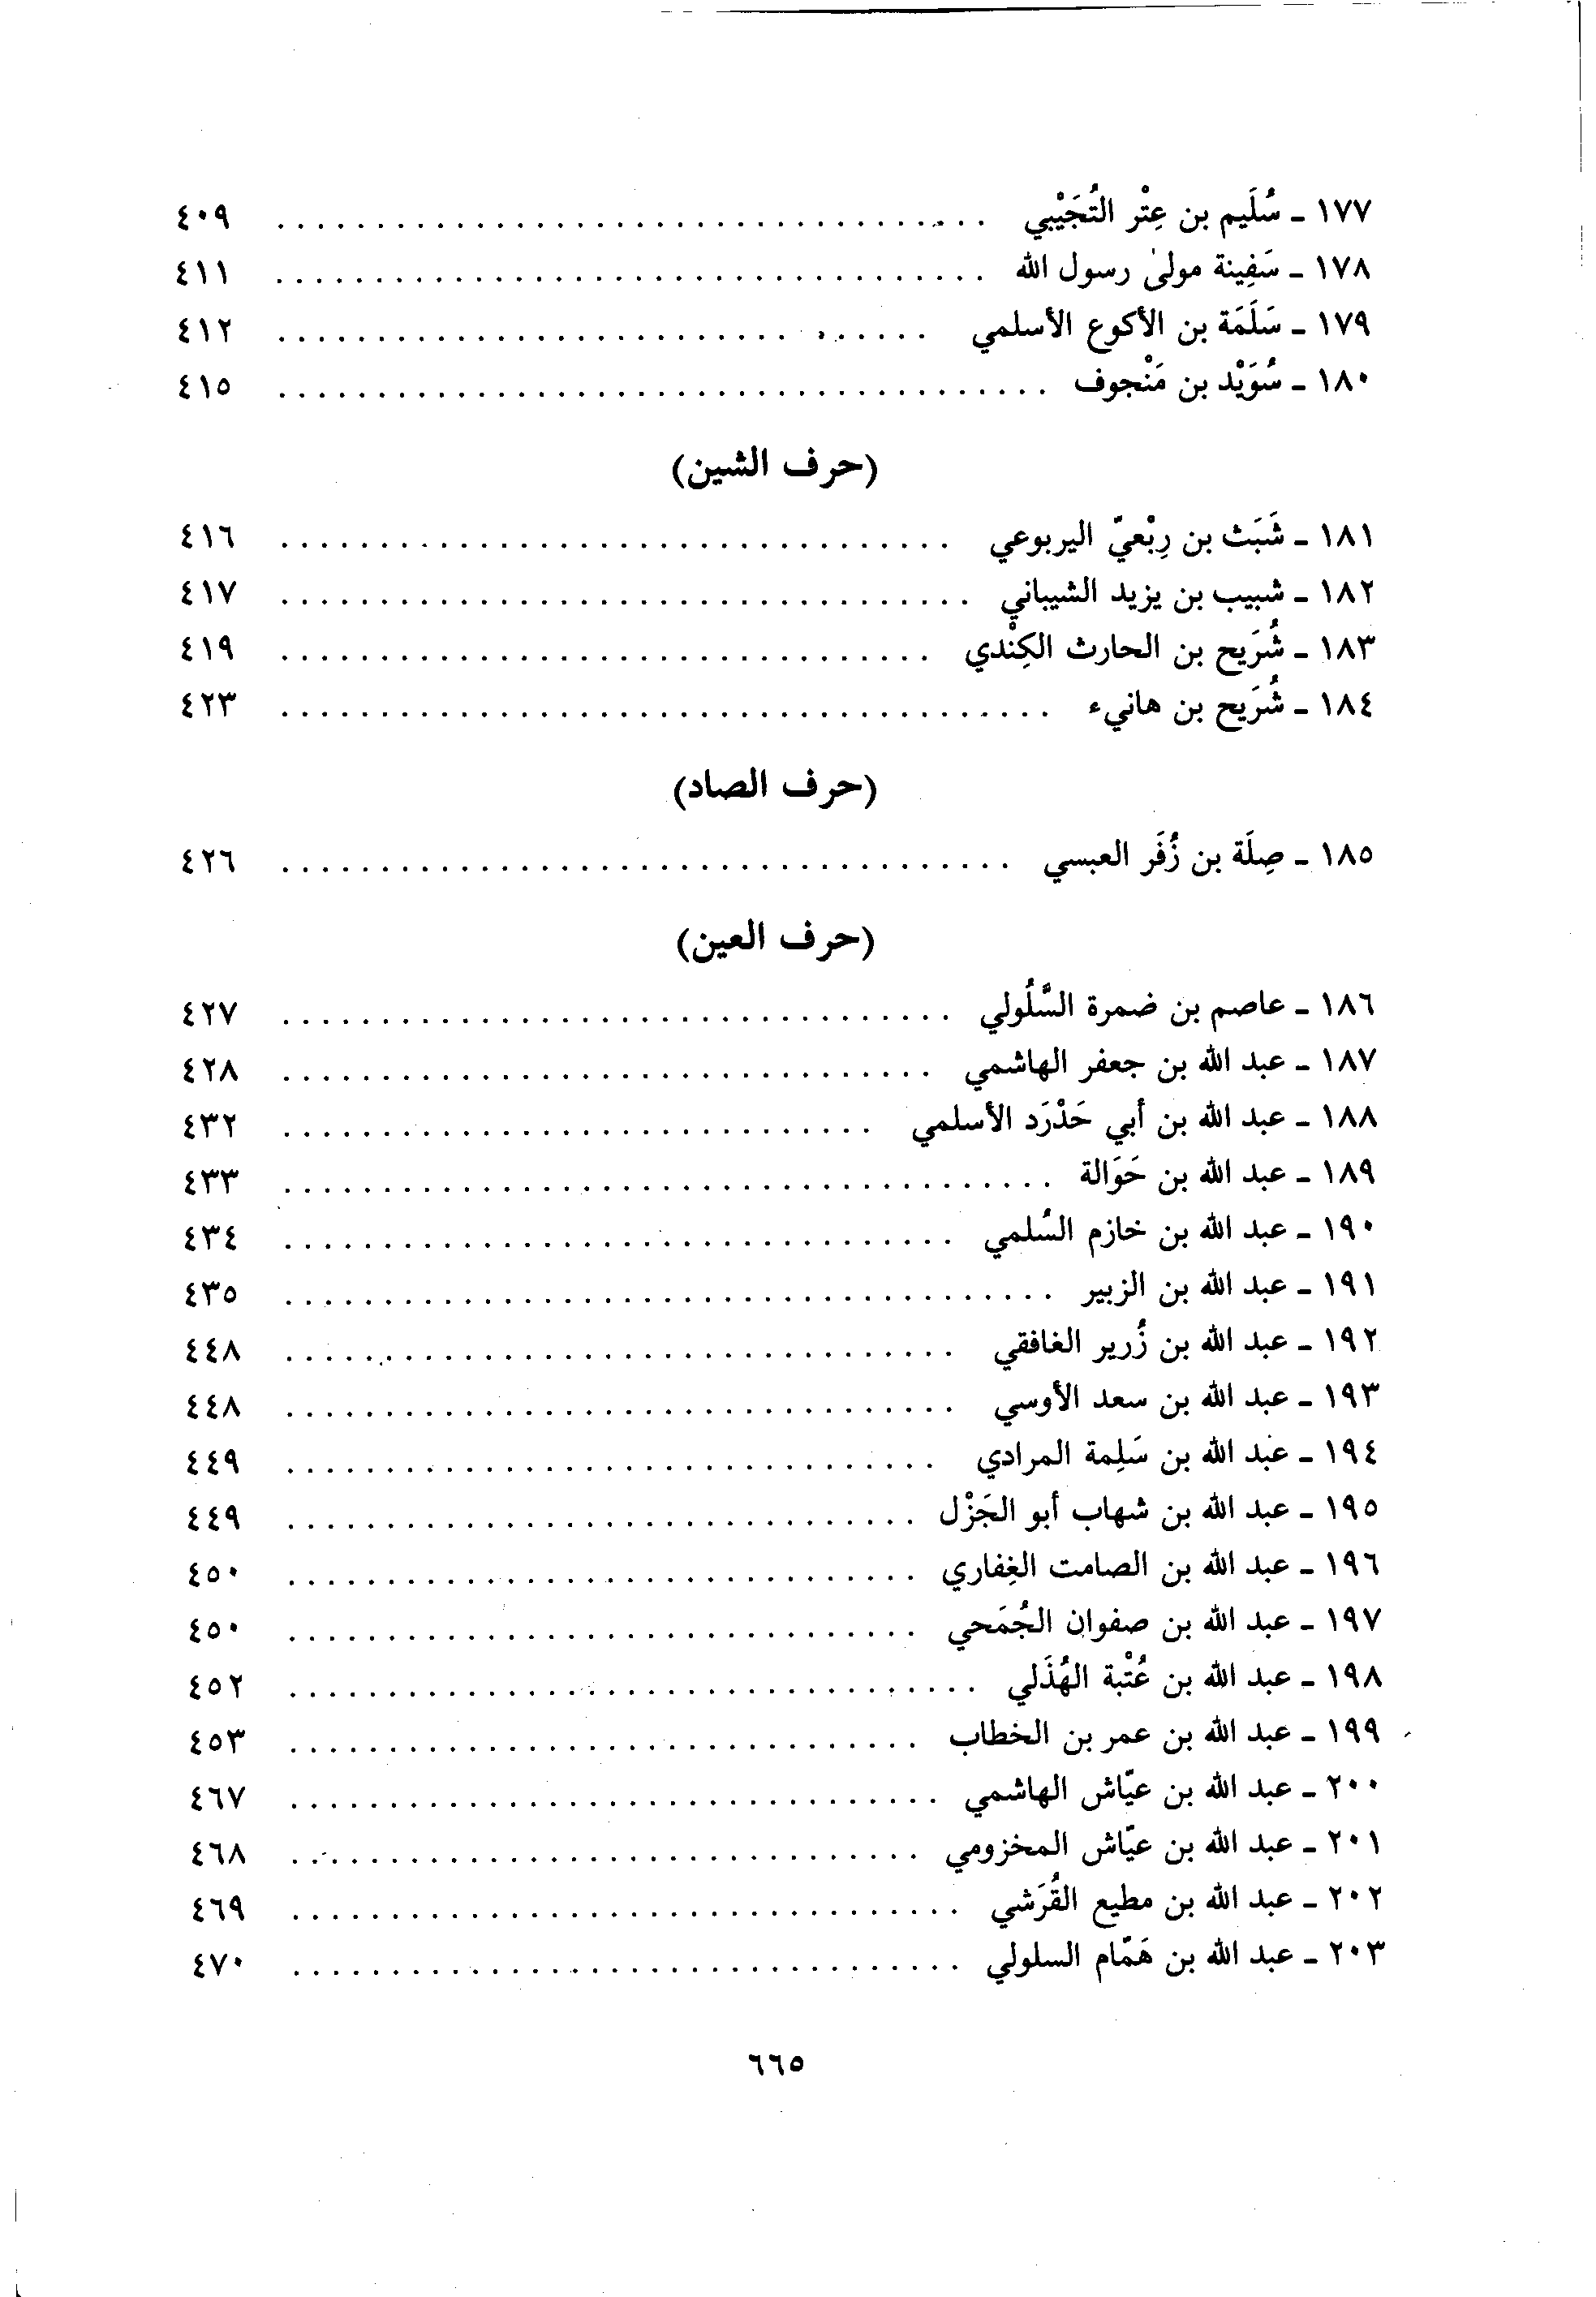 ١٧٧ - سُلَيم بن عِتْر التُجَيْبي . . . . . . . . . . . . . . . . . . . . ٤٠٩
١٧٨ - سَفِينة مولىٰ رسول الله . . . . . . . . . . . . . . . . . . . . ٤١١
١٧٩ - سَلَمَة بن الأكوع الأسلمي . . . . . . . . . . . . . . . . . . . . ٤١٢
١٨٠ - سُوَيْد بن مَنْجوف . . . . . . . . . . . . . . . . . . . . ٤١٥
(حرف الشين)
١٨١ - شَبَث بن رِبْعيّ اليربوعي . . . . . . . . . . . . . . . . . . . . ٤١٦
١٨٢ - شبيب بن يزيد الشيباني . . . . . . . . . . . . . . . . . . . . ٤١٧
١٨٣ - شُرَيح بن الحارث الكِنْدي . . . . . . . . . . . . . . . . . . . . ٤١٩
١٨٤ - شُرَيح بن هانيء . . . . . . . . . . . . . . . . . . . . ٤٢٣
(حرف الصاد)
١٨٥ - صِلَة بن زُفَر العبسي . . . . . . . . . . . . . . . . . . . . ٤٢٦
(حرف العين)
١٨٦ - عاصم بن ضمرة السَّلُولي . . . . . . . . . . . . . . . . . . . . ٤٢٧
١٨٧ - عبد الله بن جعفر الهاشمي . . . . . . . . . . . . . . . . . . . . ٤٢٨
١٨٨ - عبد الله بن أبي حَدْرَد الأسلمي . . . . . . . . . . . . . . . . . . . . ٤٣٢
١٨٩ - عبد الله بن حَوَالة . . . . . . . . . . . . . . . . . . . . ٤٣٣
١٩٠ - عبد الله بن خازم السُلمي . . . . . . . . . . . . . . . . . . . . ٤٣٤
١٩١ - عبد الله بن الزبير . . . . . . . . . . . . . . . . . . . . ٤٣٥
١٩٢ - عبد الله بن زُرير الغافقي . . . . . . . . . . . . . . . . . . . . ٤٤٨
١٩٣ - عبد الله بن سعد الأوسي . . . . . . . . . . . . . . . . . . . . ٤٤٨
١٩٤ - عبد الله بن سَلِمة المرادي . . . . . . . . . . . . . . . . . . . . ٤٤٩
١٩٥ - عبد الله بن شهاب أبو الجَزْل . . . . . . . . . . . . . . . . . . . . ٤٤٩
١٩٦ - عبد الله بن الصامت الغِفاري . . . . . . . . . . . . . . . . . . . . ٤٥٠
١٩٧ - عبد الله بن صفوان الجُمَحي . . . . . . . . . . . . . . . . . . . . ٤٥٠
١٩٨ - عبد الله بن عُتْبة الهُذَلي . . . . . . . . . . . . . . . . . . . . ٤٥٢
١٩٩ - عبد الله بن عمر بن الخطاب . . . . . . . . . . . . . . . . . . . . ٤٥٣
٢٠٠ - عبد الله بن عيّاش الهاشمي . . . . . . . . . . . . . . . . . . . . ٤٦٧
٢٠١ - عبد الله بن عيّاش المخزومي . . . . . . . . . . . . . . . . . . . . ٤٦٨
٢٠٢ - عبد الله بن مطيع القُرَشي . . . . . . . . . . . . . . . . . . . . ٤٦٩
٢٠٣ - عبد الله بن هَمّام السلولي . . . . . . . . . . . . . . . . . . . . ٤٧٠
٦٦٥